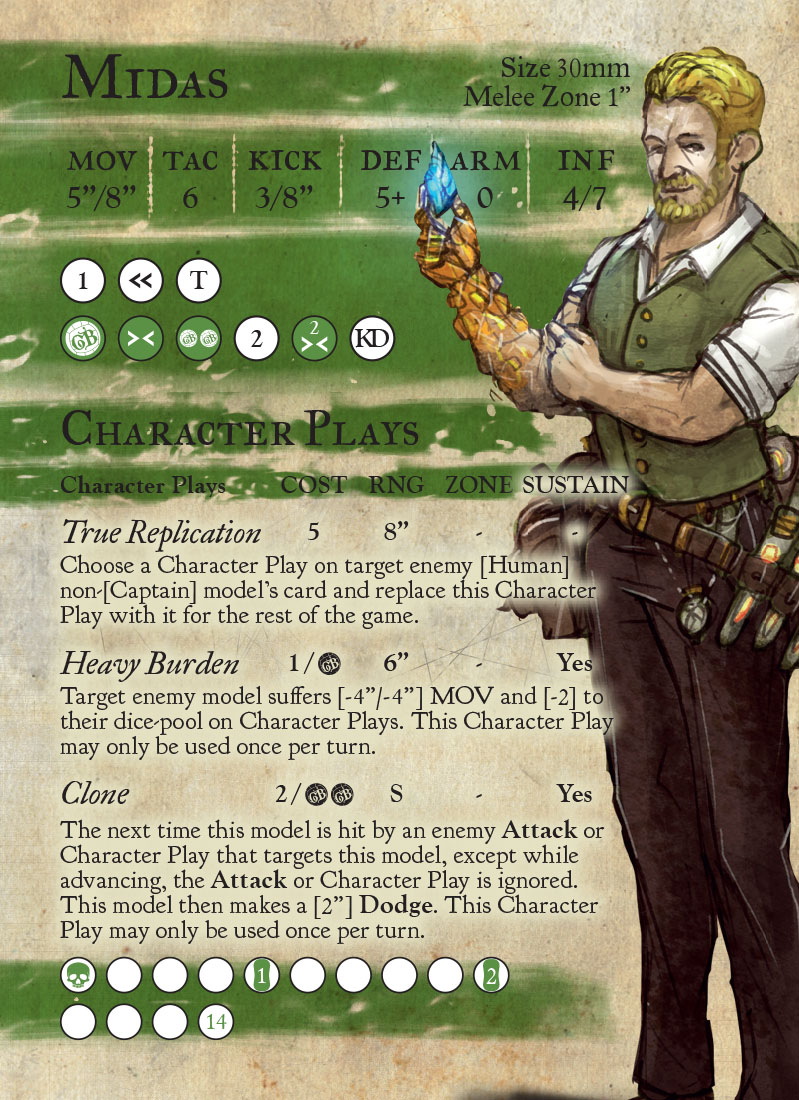 Midas
Size 30mm
Melee Zone 1”
MOV TAC KICK DEF ARM INF
5”/8” 6 3/8” 5+ 0 4/7
1 << T
GB >< GB GB 2 2 >< KD
Character Plays
Character Plays COST RNG ZONE SUSTAIN
True Replication 5 8” - -
Choose a Character Play on target enemy [Human]
non-[Captain] model’s card and replace this Character
Play with it for the rest of the game.
Heavy Burden 1/GB 6” - Yes
Target enemy model suffers [-4”/-4”] MOV and [-2] to
their dice-pool on Character Plays. This Character Play
may only be used once per turn.
Clone 2/GB GB S - Yes
The next time this model is hit by an enemy Attack or
Character Play that targets this model, except while
advancing, the Attack or Character Play is ignored.
This model then makes a [2”] Dodge. This Character
Play may only be used once per turn.
1 2
14